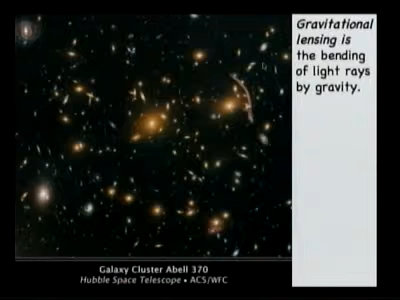 Gravitational
lensing is
the bending
of light rays
by gravity.
Galaxy Cluster Abell 370
Hubble Space Telescope • ACS/WFC